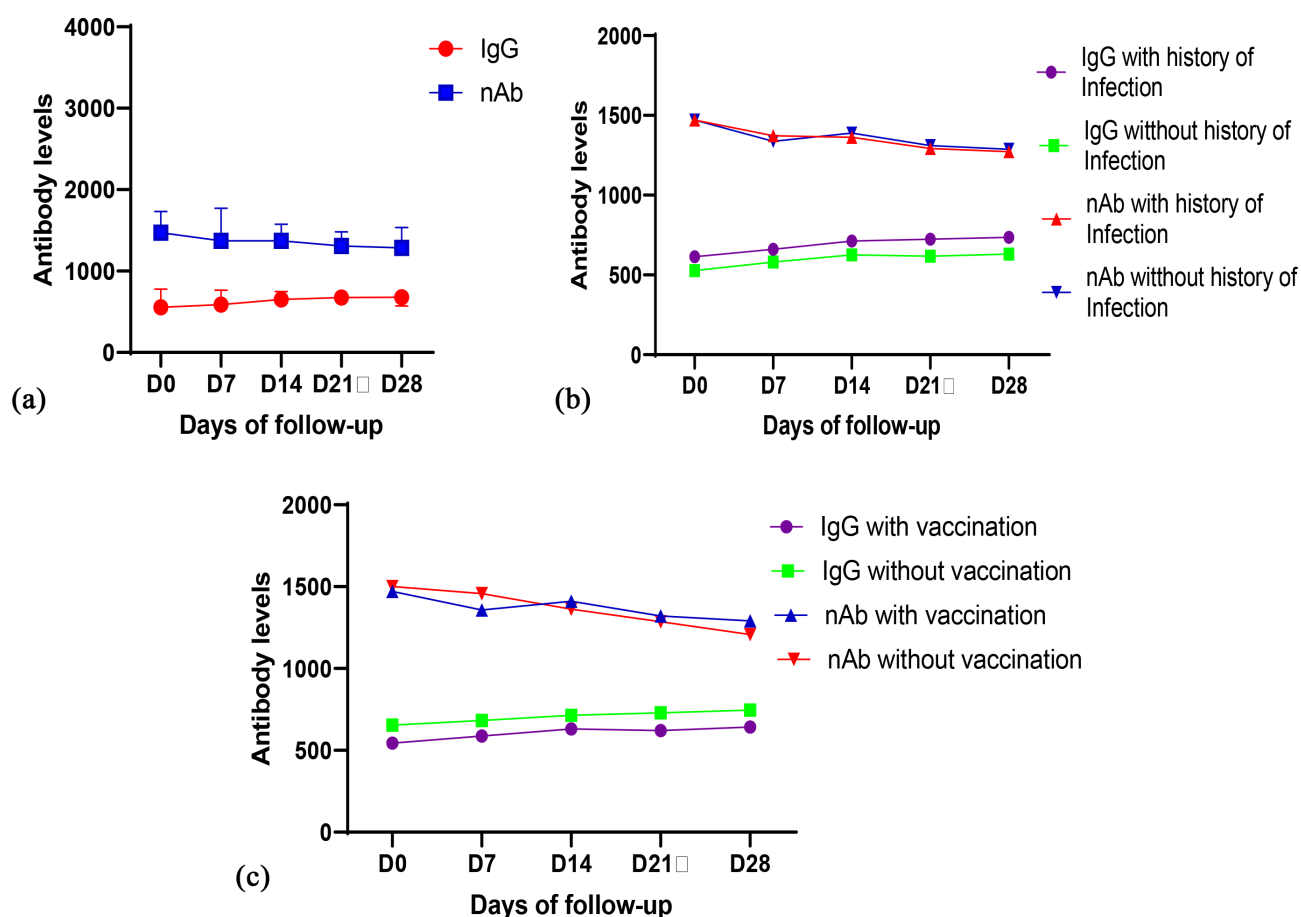 4000
3000
2000
1000
0
Antibody levels
IgG
nAb
D0 D7 D14 D21□ D28
Days of follow-up
(a)
2000
1500
1000
500
0
Antibody levels
IgG with history of
Infection
IgG witthout history of
Infection
nAb with history of
Infection
nAb witthout history of
Infection
D0 D7 D14 D21□ D28
Days of follow-up
(b)
2000
1500
1000
500
0
Antibody levels
IgG with vaccination
IgG without vaccination
nAb with vaccination
nAb without vaccination
D0 D7 D14 D21□ D28
Days of follow-up
(c)